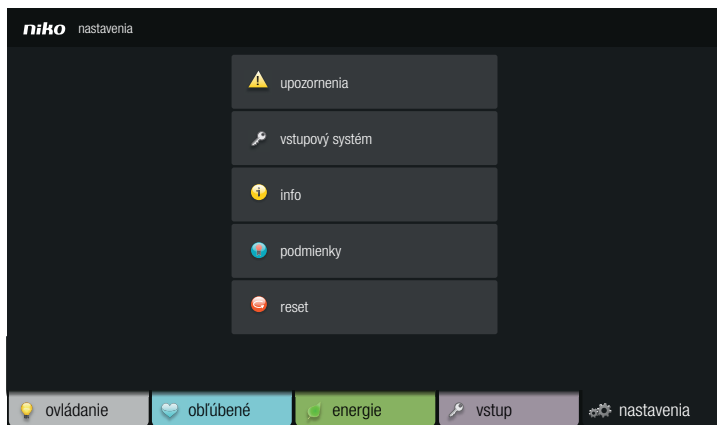 niko nastavenia
upozornenia
vstupový systém
info
podmienky
reset
ovládanie obľúbené energie vstup nastavenia